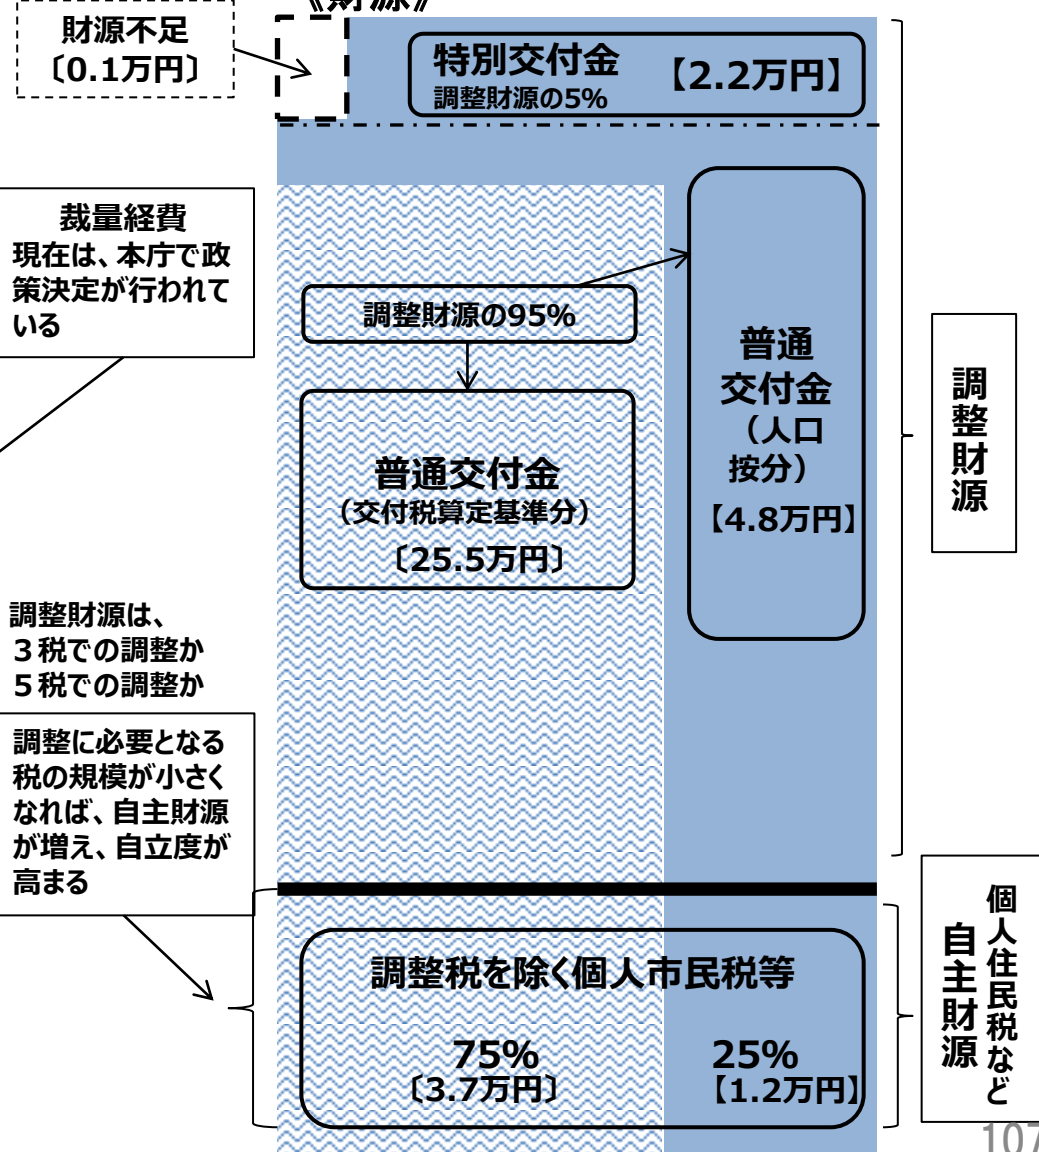 《財源》
財源不足
〔0.1万円〕
特別交付金
調整財源の5%
【2.2万円】
裁量経費
現在は、本庁で政
策決定が行われて
いる
調整財源の95%
普通交付金
（交付税算定基準分）
〔25.5万円〕
普通
交付金
（人口
按分）
【4.8万円】
調整財源
調整財源は、
３税での調整か
５税での調整か
調整に必要となる
税の規模が小さく
なれば、自主財源
が増え、自立度が
高まる
調整税を除く個人市民税等
75%
〔3.7万円〕
25%
【1.2万円】
個人住民税など
自主財源
107